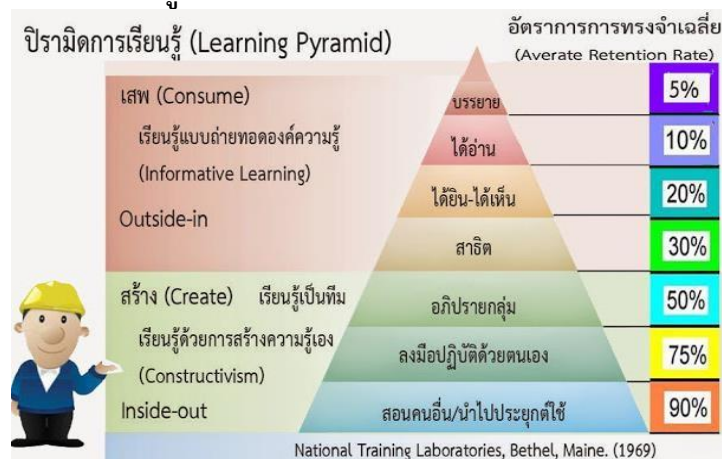 ปิรามิดการเรียนรู้ (Learning Pyramid)
อัตราการการทรงจำเฉลี่ย
(Averate Retention Rate)
เสพ (Consume)
เรียนรู้แบบถ่ายทอดองค์ความรู้
(Informative Learning)
Outside-in
บรรยาย
5%
ได้อ่าน
10%
ได้ยิน-ได้เห็น
20%
สาธิต
30%
สร้าง (Create) เรียนรู้เป็นทีม
เรียนรู้ด้วยการสร้างความรู้เอง
(Constructivism)
Inside-out
อภิปรายกลุ่ม
50%
ลงมือปฏิบัติด้วยตนเอง
75%
สอนคนอื่น/นำไปประยุกต์ใช้
90%
National Training Laboratories, Bethel, Maine. (1969)